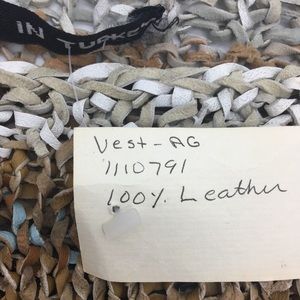 IN TURKEY
Vest-AG
1110791
100% Leather